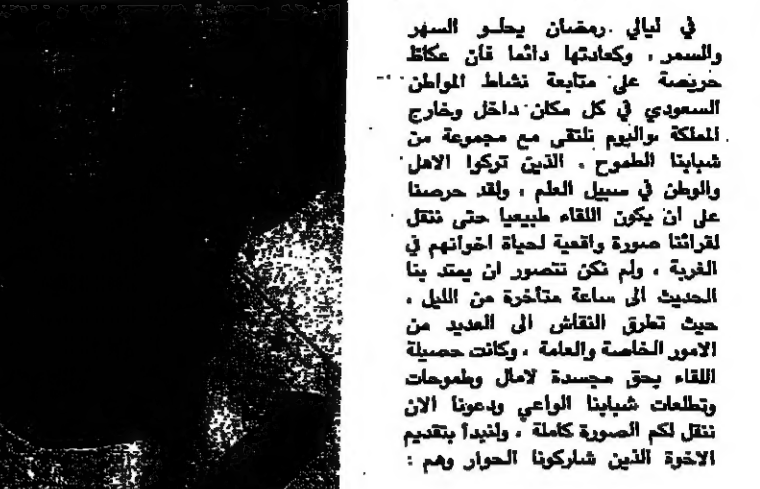 في ليالي رمضان يحلو السهر
والسمر ، وكعادتها دائما فان عكاظ
حريصة على متابعة نشاط المواطن
السعودي في كل مكان داخل وخارج
المملكة واليوم نلتقى مع مجموعة من
شبابنا الطموح ، الذين تركوا الاهل
والوطن في سبيل العلم ، ولقد حرصنا
على ان يكون اللقاء طبيعيا حتى ننقل
لقرائنا صورة واقعية لحياة اخوانهم في
الغربة ، ولم نكن نتصور ان يمتد بنا
الحديث الى ساعة متأخرة من الليل ،
حيث تطرق النقاش الى العديد من
الامور الخاصة والعامة ، وكانت حصيلة
اللقاء بحق مجسدة لامال وطموحات
وتطلعات شبابنا الواعي ودعونا الان
ننقل لكم الصورة كاملة ، ولنبدأ بتقديم
الاخوة الذين شاركونا الحوار وهم :